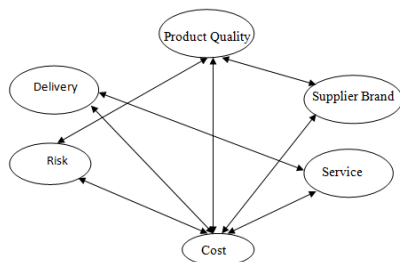 Product Quality
Delivery
Supplier Brand
Risk
Service
Cost